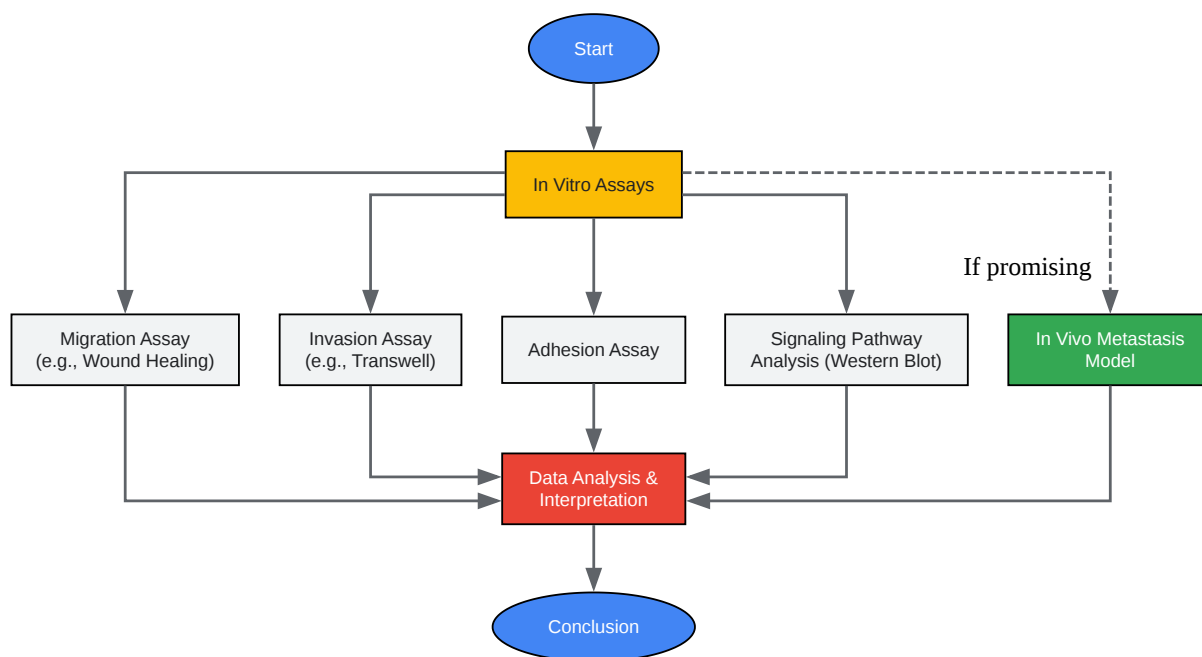 Start
In Vitro Assays
If promising
Migration Assay
(e.g., Wound Healing)
Invasion Assay
(e.g., Transwell)
Adhesion Assay
Signaling Pathway
Analysis (Western Blot)
In Vivo Metastasis
Model
Data Analysis &
Interpretation
Conclusion